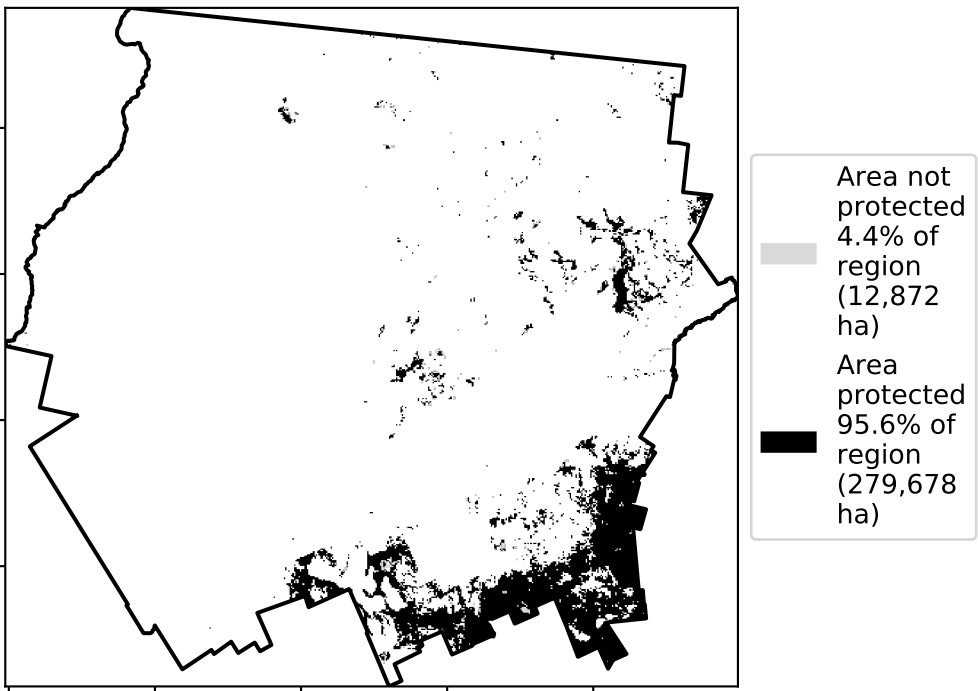 Area not
protected
4.4% of
region
(12,872
ha)
Area
protected
95.6% of
region
(279,678
ha)